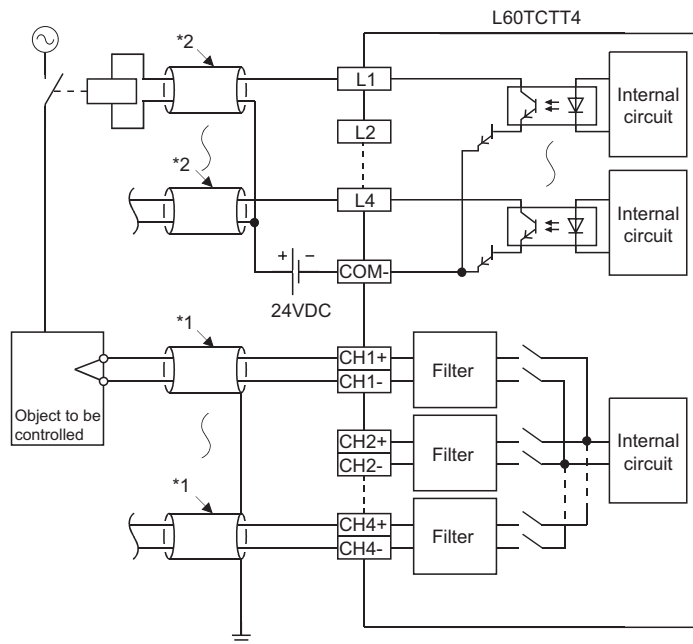 L60TCTT4
*2
L1
Internal
circuit
L2
*2
L4
Internal
circuit
+
−
COM-
24VDC
*1
CH1+
CH1-
Filter
Object to be
controlled
CH2+
CH2-
Filter
Internal
circuit
*1
CH4+
CH4-
Filter